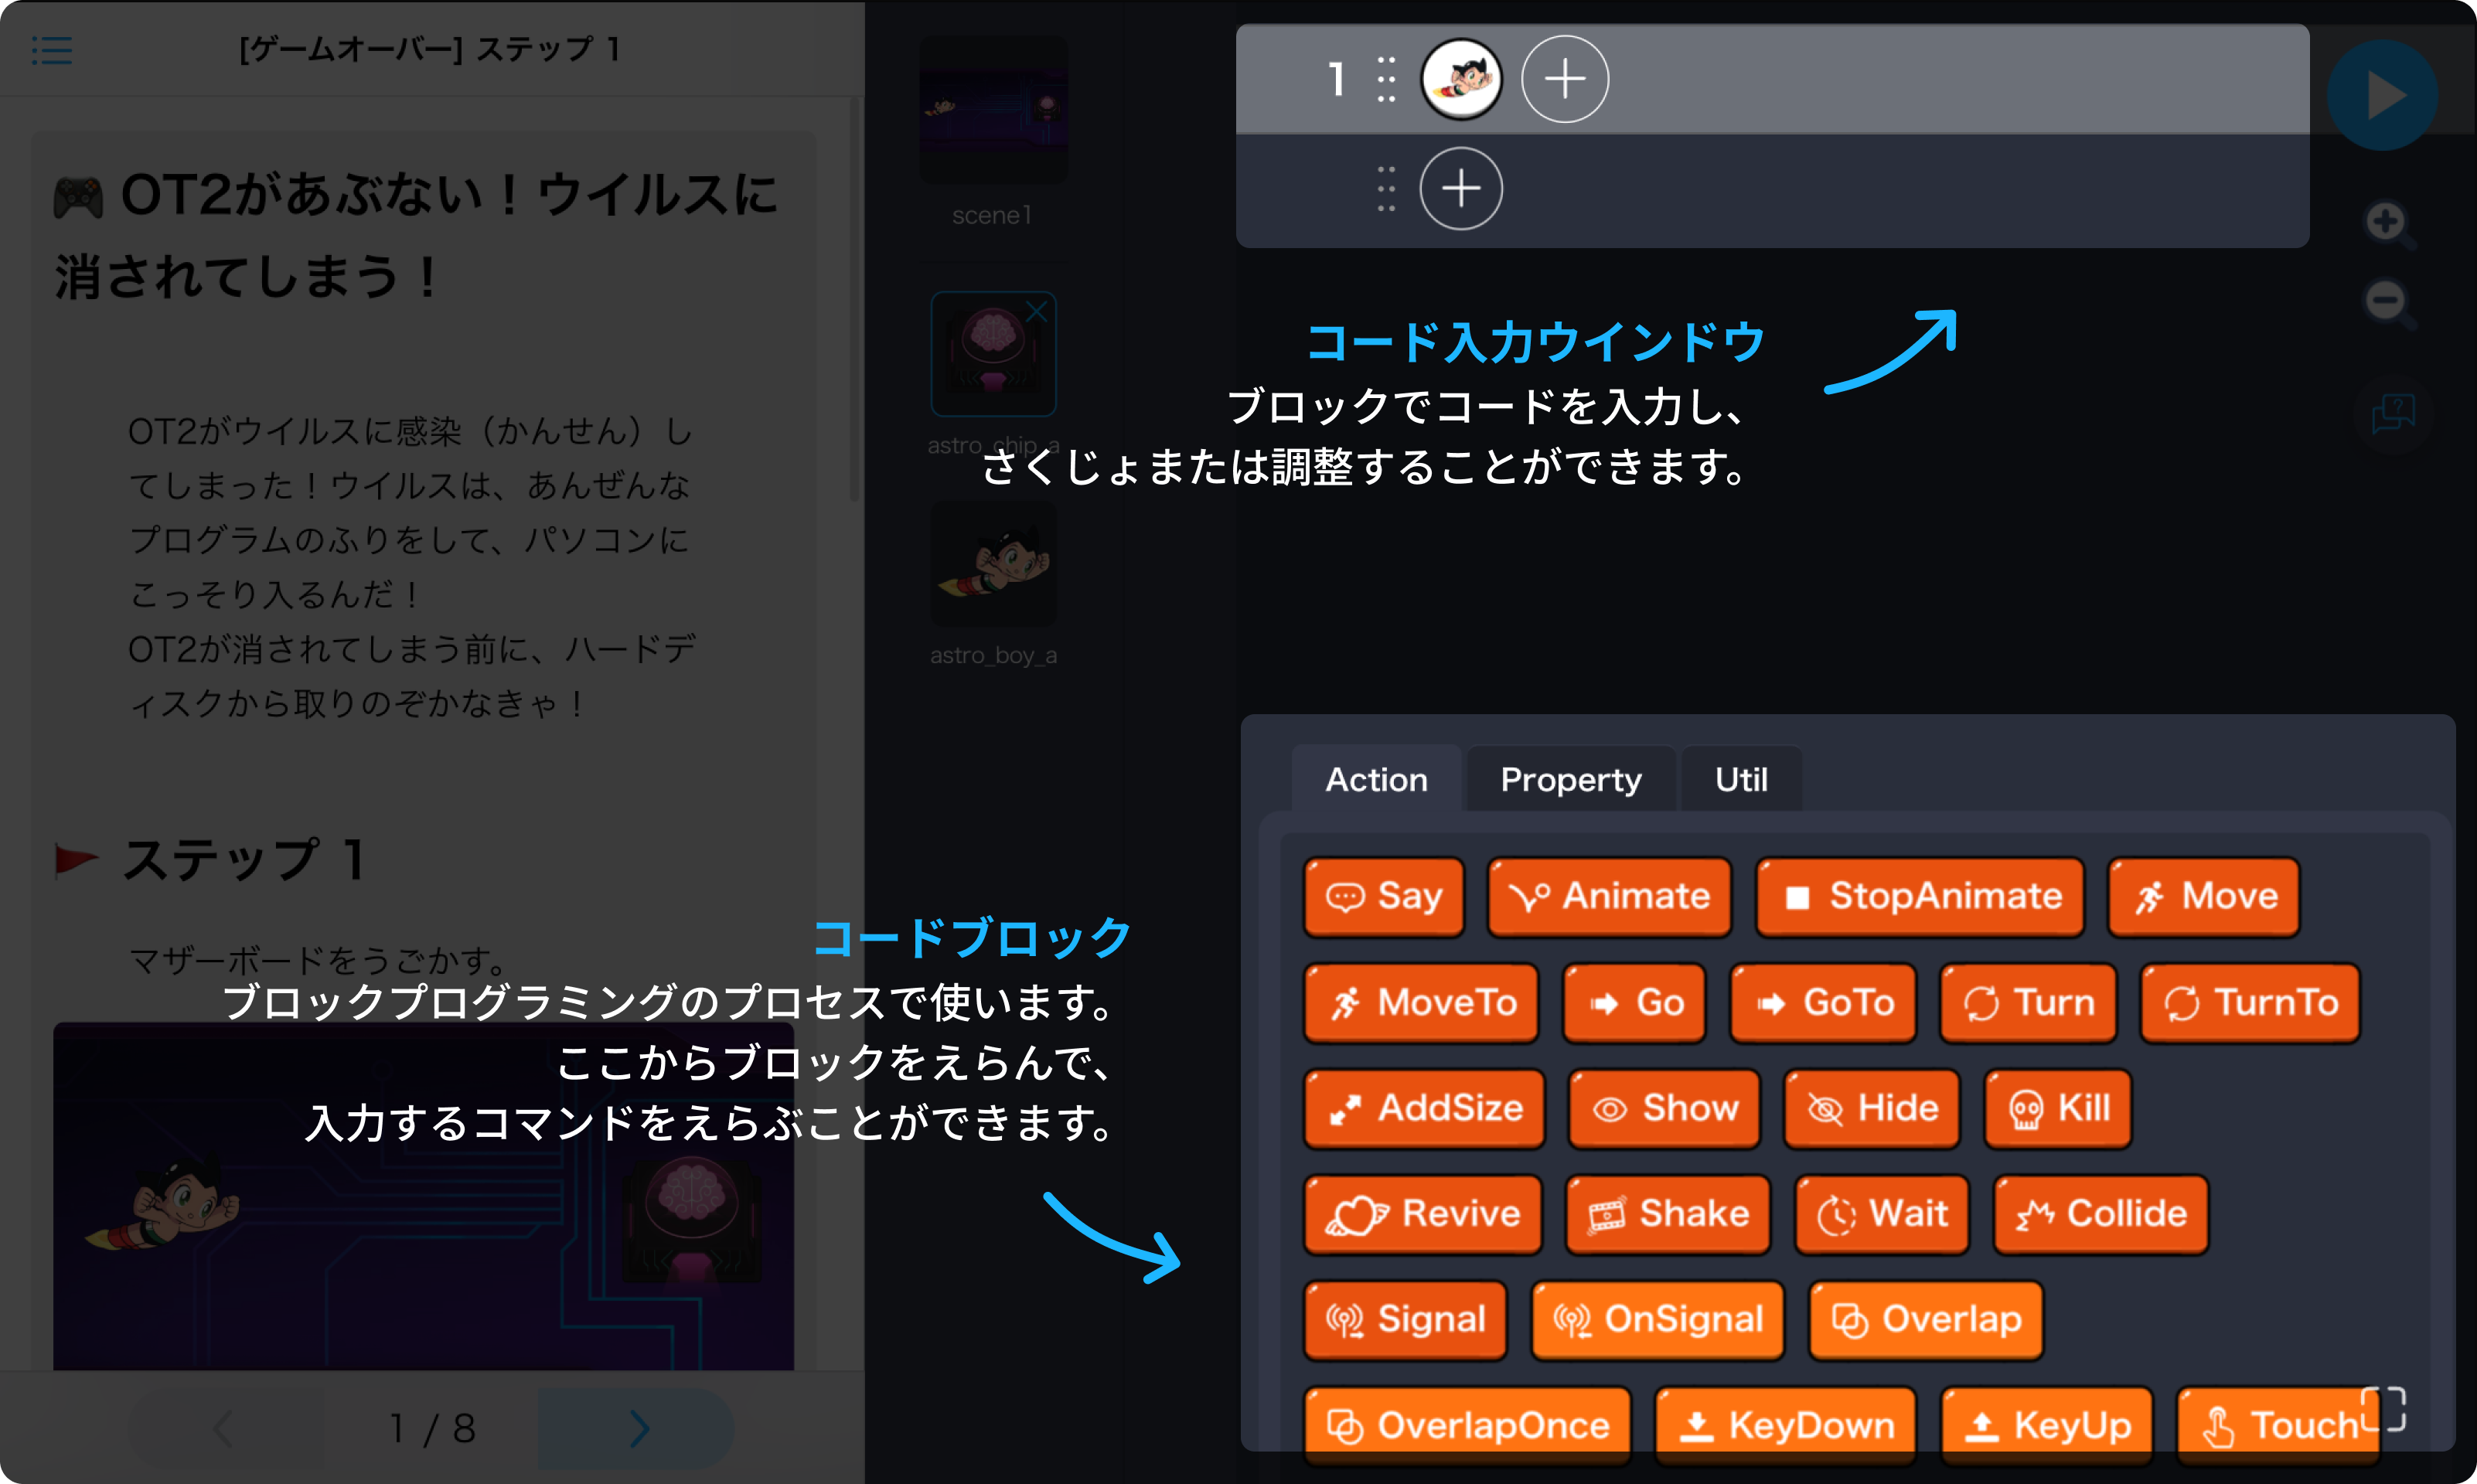 [ゲームオーバー] ステップ 1
OT2があぶない！ウイルスに
消されてしまう！
OT2がウイルスに感染（かんせん）し
てしまった！ウイルスは、あんぜんな
プログラムのふりをして、パソコンに
こっそり入るんだ！
OT2が消されてしまう前に、ハードデ
ィスクから取りのぞかなきゃ！
ステップ 1
マザーボードをうごかす。
1 / 8
scene1
astro_chip_a
astro_boy_a
1
コード入力ウインドウ
ブロックでコードを入力し、
さくじょまたは調整することができます。
コードブロック
ブロックプログラミングのプロセスで使います。
ここからブロックをえらんで、
入力するコマンドをえらぶことができます。
Action Property Util
Say Animate StopAnimate Move
MoveTo Go GoTo Turn TurnTo
AddSize Show Hide Kill
Revive Shake Wait Collide
Signal OnSignal Overlap
OverlapOnce KeyDown KeyUp Touch